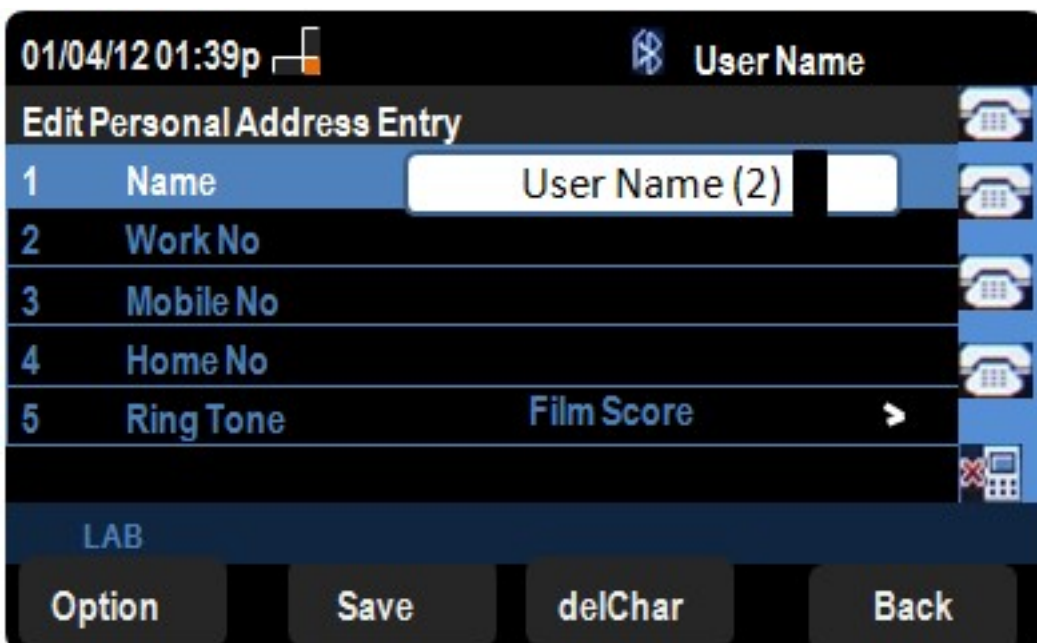 01/04/12 01:39p User Name
Edit Personal Address Entry
1 Name User Name (2)
2 Work No
3 Mobile No
4 Home No
5 Ring Tone Film Score >
LAB
Option Save delChar Back